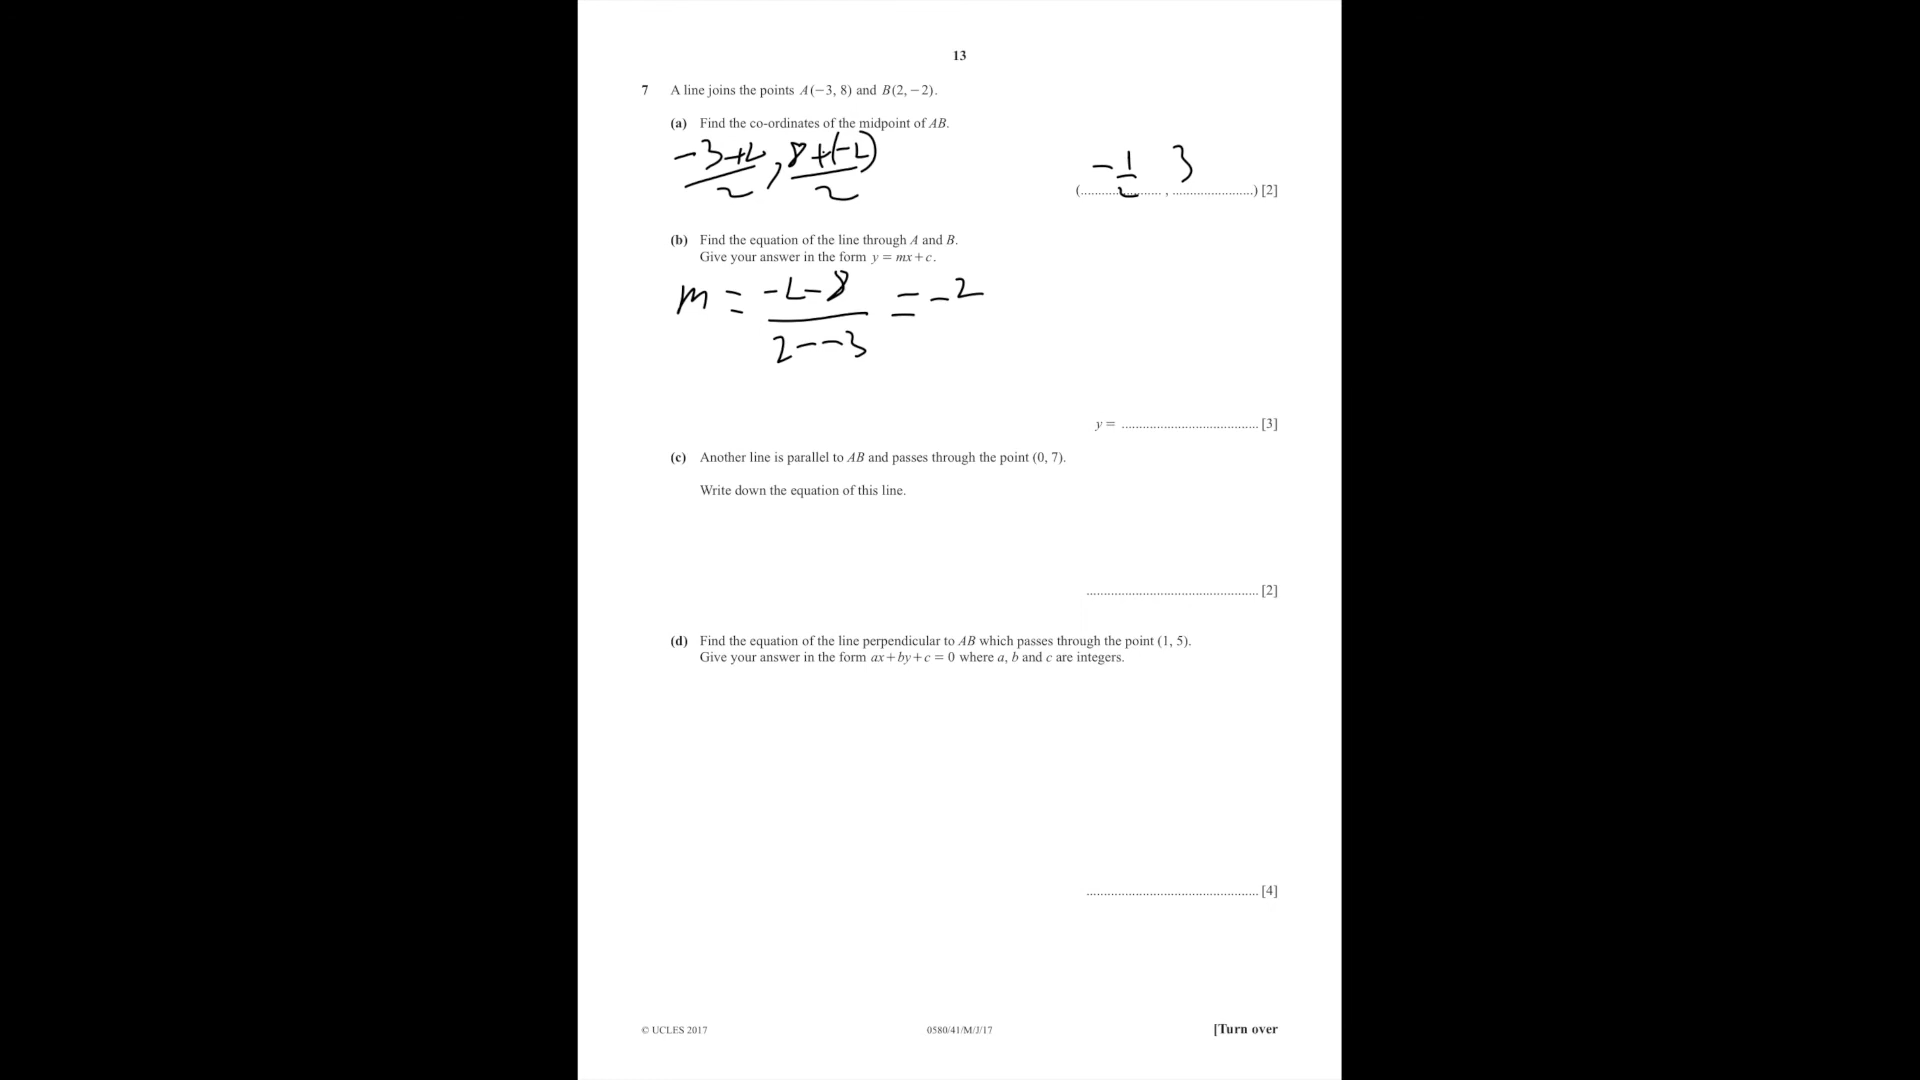 13
7 A line joins the points A(−3, 8) and B(2, −2).
(a) Find the co-ordinates of the midpoint of AB.
−3+2/2 , 8+(−2)/2
−1/2 3
(.................... , ....................) [2]
(b) Find the equation of the line through A and B.
Give your answer in the form y = mx + c.
m = −2−8/2−−3 = −2
y = .................................... [3]
(c) Another line is parallel to AB and passes through the point (0, 7).
Write down the equation of this line.
.............................................. [2]
(d) Find the equation of the line perpendicular to AB which passes through the point (1, 5).
Give your answer in the form ax + by + c = 0 where a, b and c are integers.
.............................................. [4]
© UCLES 2017 0580/41/M/J/17 [Turn over